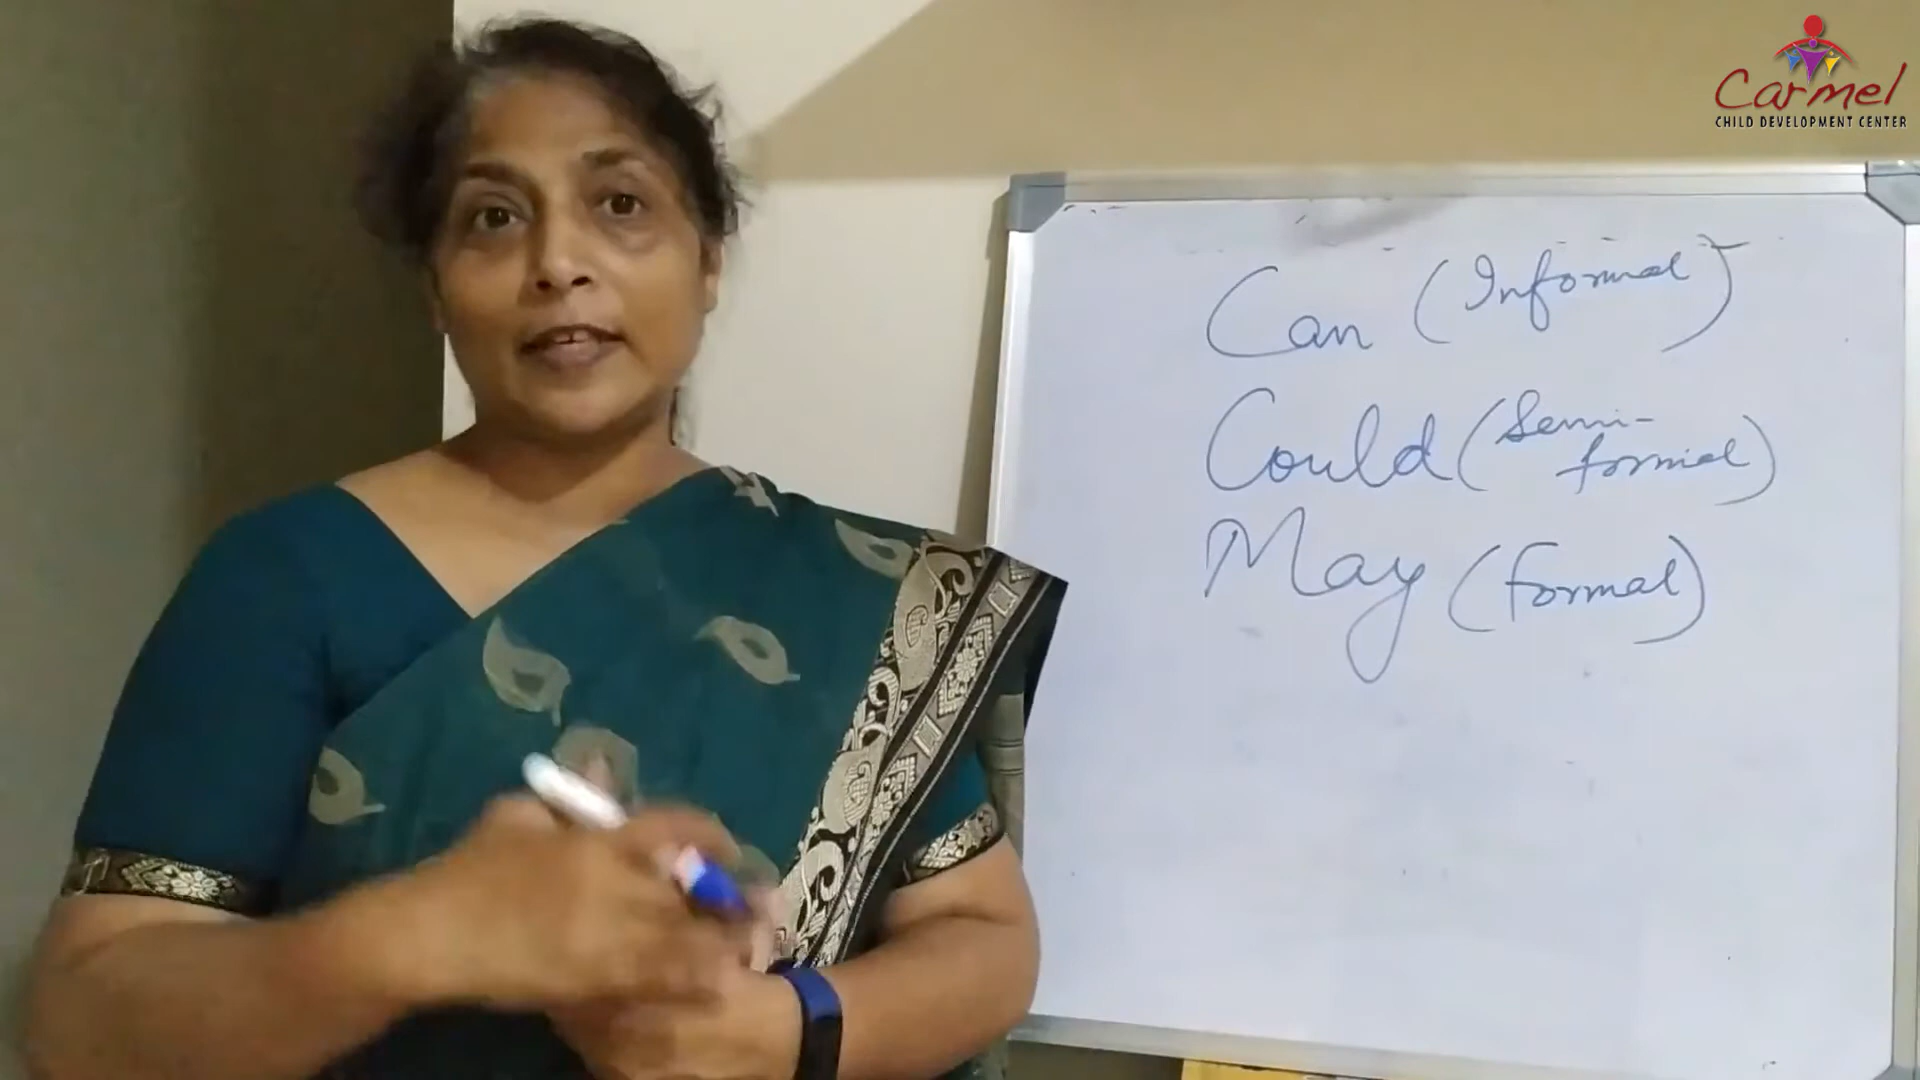 Carmel
CHILD DEVELOPMENT CENTER
Can (Informal)
Could (Semi-
formal)
May (Formal)